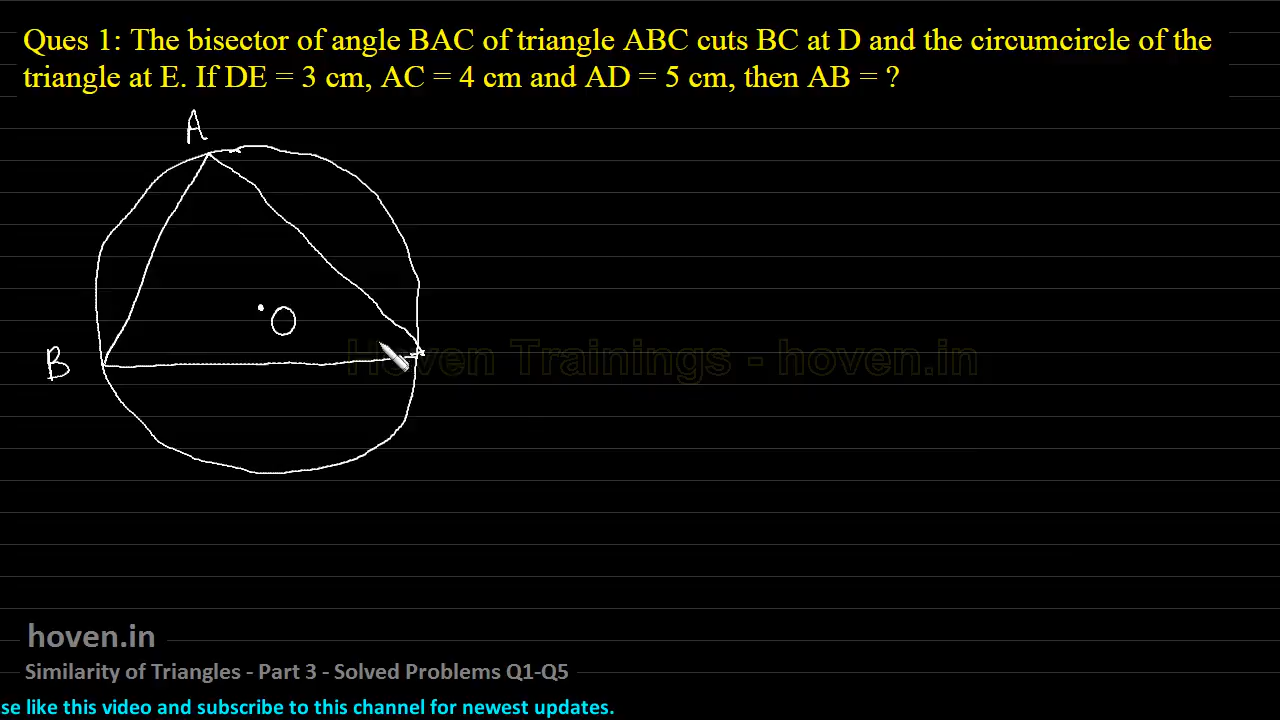 Ques 1: The bisector of angle BAC of triangle ABC cuts BC at D and the circumcircle of the
triangle at E. If DE = 3 cm, AC = 4 cm and AD = 5 cm, then AB = ?
A
O
B
Hoven Trainings - hoven.in
hoven.in
Similarity of Triangles - Part 3 - Solved Problems Q1-Q5
se like this video and subscribe to this channel for newest updates.